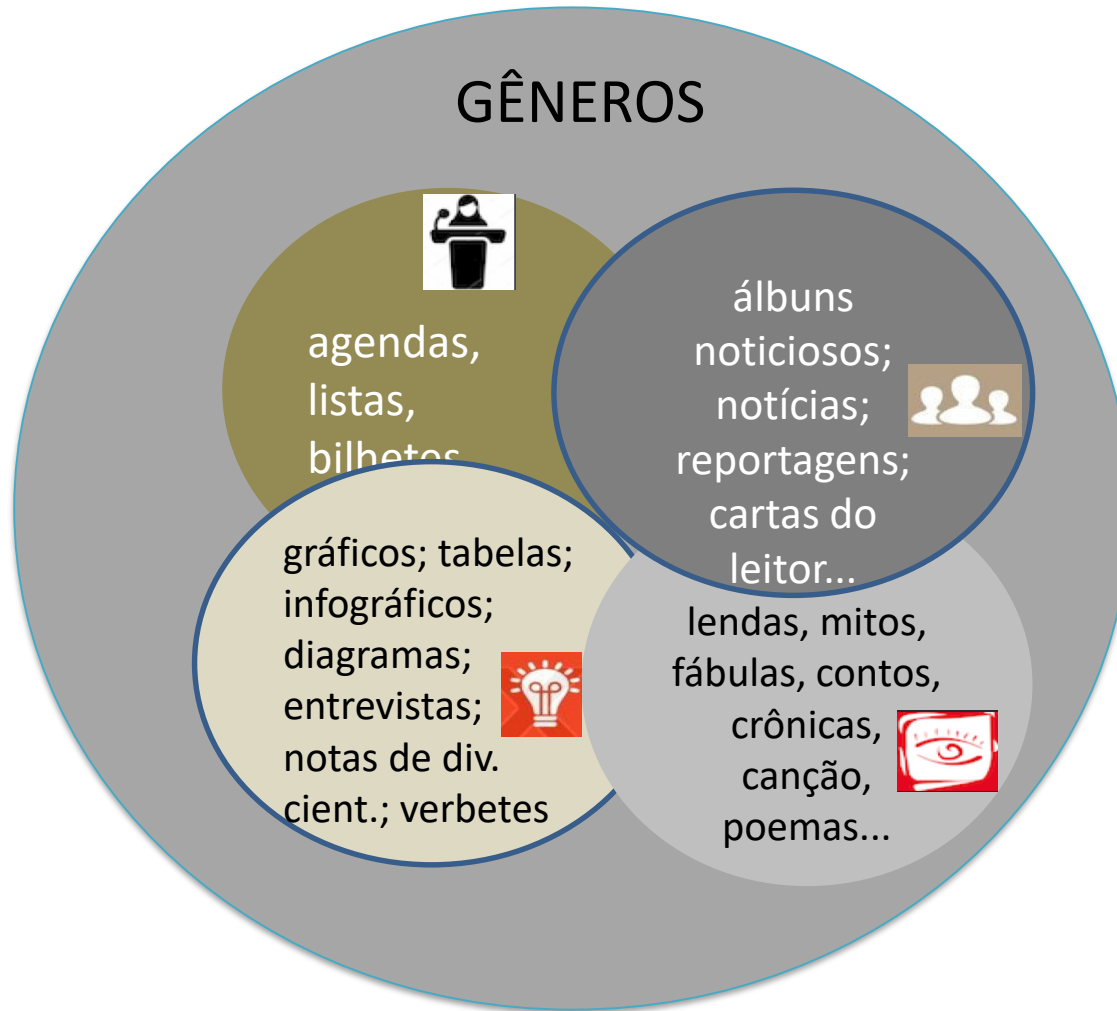 GÊNEROS
agendas,
listas,
bilhetos
álbuns
noticiosos;
notícias;
reportagens;
cartas do
leitor...
gráficos; tabelas;
infográficos;
diagramas;
entrevistas;
notas de div.
cient.; verbetes
lendas, mitos,
fábulas, contos,
crônicas,
canção,
poemas...